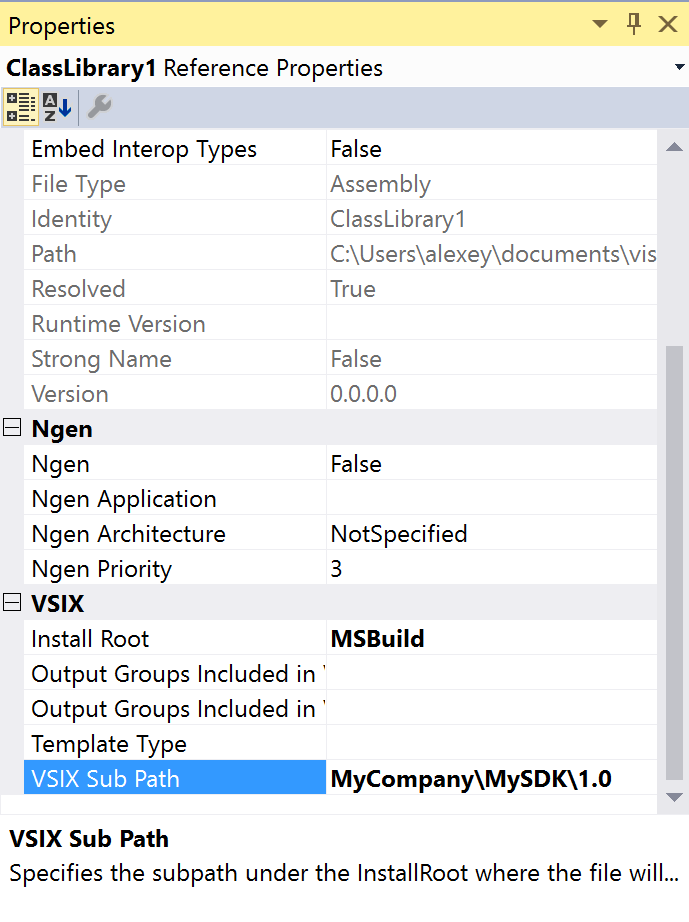 Properties
ClassLibrary1 Reference Properties
Embed Interop Types False
File Type Assembly
Identity ClassLibrary1
Path C:\Users\alexey\documents\vis
Resolved True
Runtime Version
Strong Name False
Version 0.0.0.0
Ngen
Ngen False
Ngen Application
Ngen Architecture NotSpecified
Ngen Priority 3
VSIX
Install Root MSBuild
Output Groups Included in
Output Groups Included in
Template Type
VSIX Sub Path MyCompany\MySDK\1.0
VSIX Sub Path
Specifies the subpath under the InstallRoot where the file will...